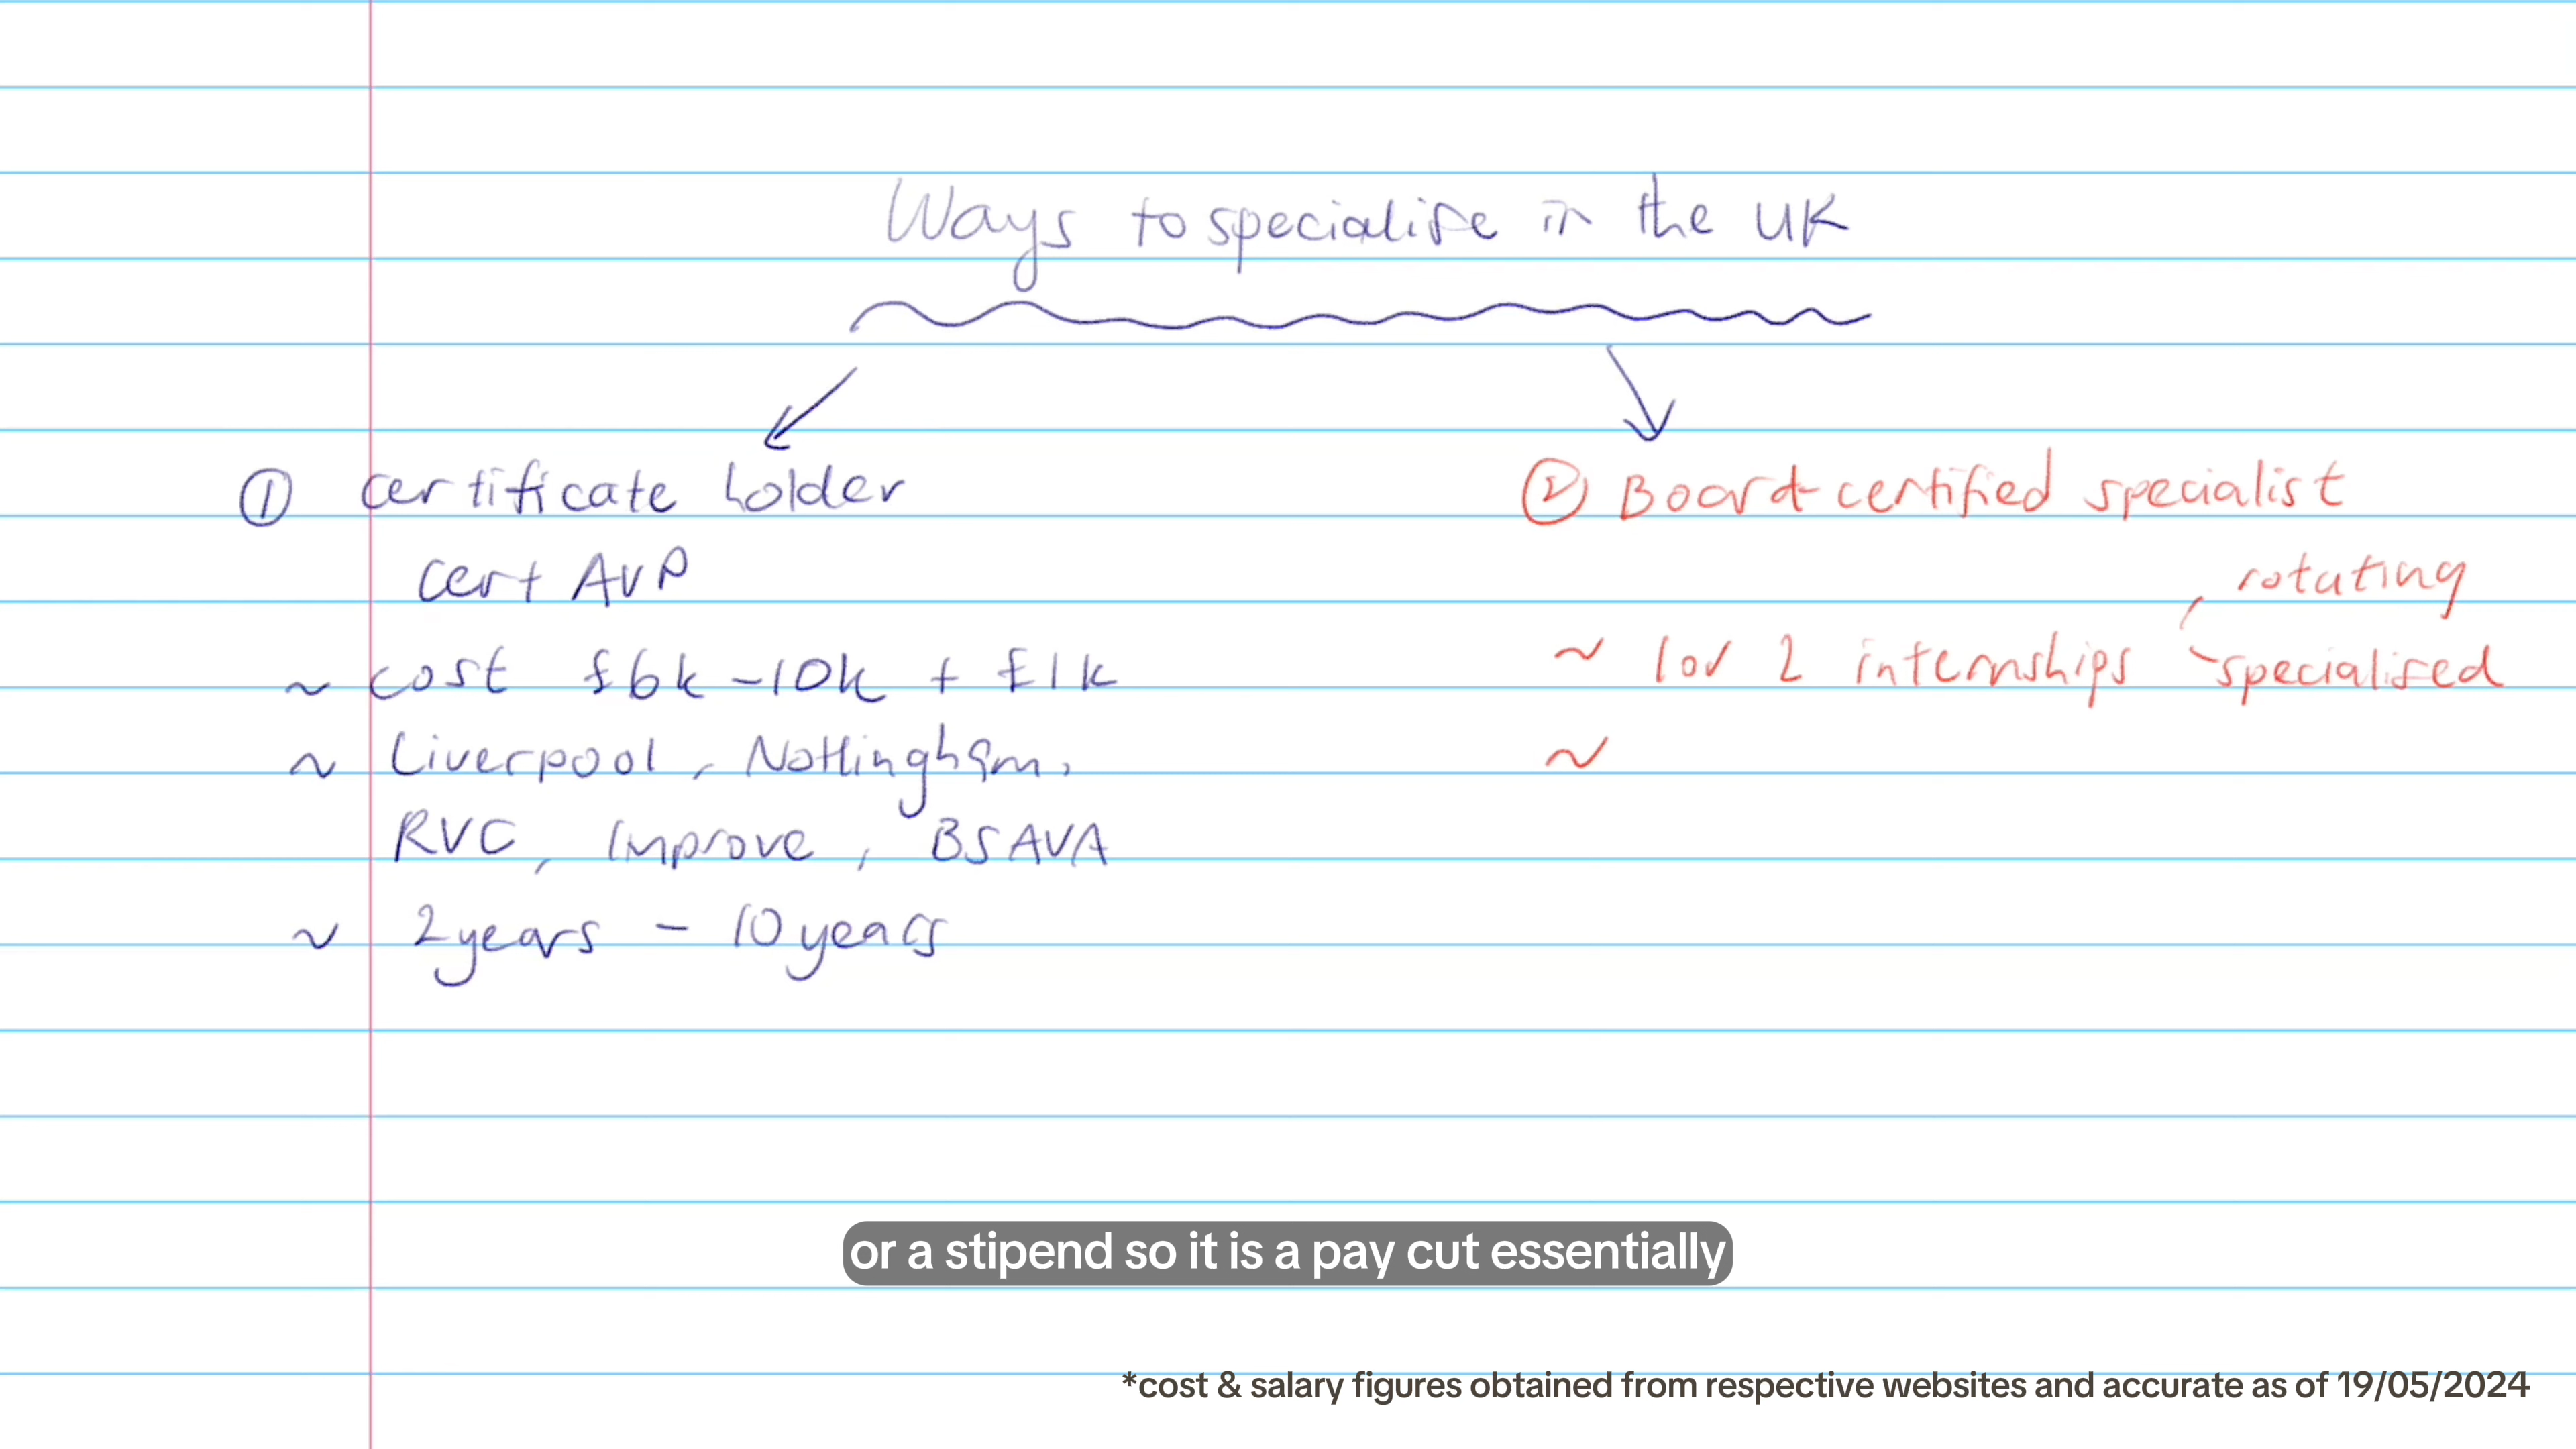 Ways to specialise in the UK
① certificate holder
cert AVP
~ cost £6k - 10k + £1k
~ Liverpool, Nottingham,
RVC, Improve, BSAVA
~ 2 years - 10 years
② Board certified specialist
rotating
~ 1 or 2 internships
specialised
~
or a stipend so it is a pay cut essentially
*cost & salary figures obtained from respective websites and accurate as of 19/05/2024